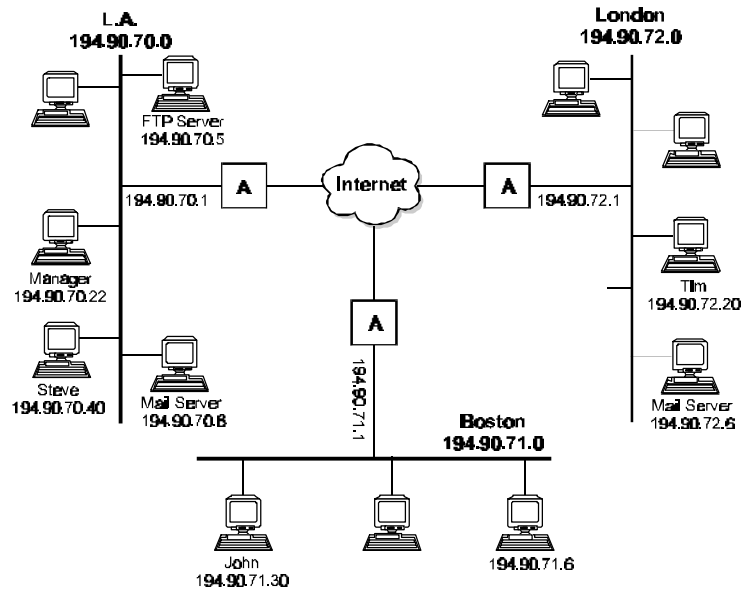 L.A.
194.90.70.0
FTP Server
194.90.70.5
194.90.70.1
A
Internet
A
194.90.72.1
London
194.90.72.0
Manager
194.90.70.22
Steve
194.90.70.40
Mail Server
194.90.70.6
A
194.90.71.1
Tim
194.90.72.20
Mail Server
194.90.72.6
Boston
194.90.71.0
John
194.90.71.30
194.90.71.6